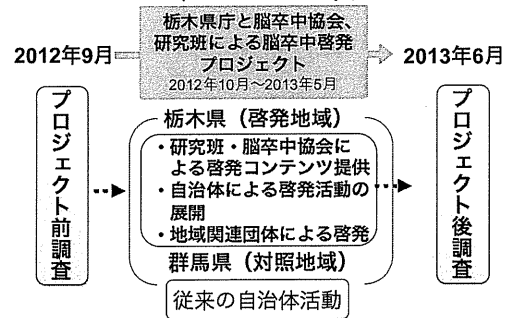 栃木県庁と脳卒中協会、
研究班による脳卒中啓発
プロジェクト
2012年10月〜2013年5月
2012年9月
2013年6月
プロジェクト前調査
栃木県（啓発地域）
・研究班・脳卒中協会に
よる啓発コンテンツ提供
・自治体による啓発活動の
展開
・地域関連団体による啓発
群馬県（対照地域）
従来の自治体活動
プロジェクト後調査